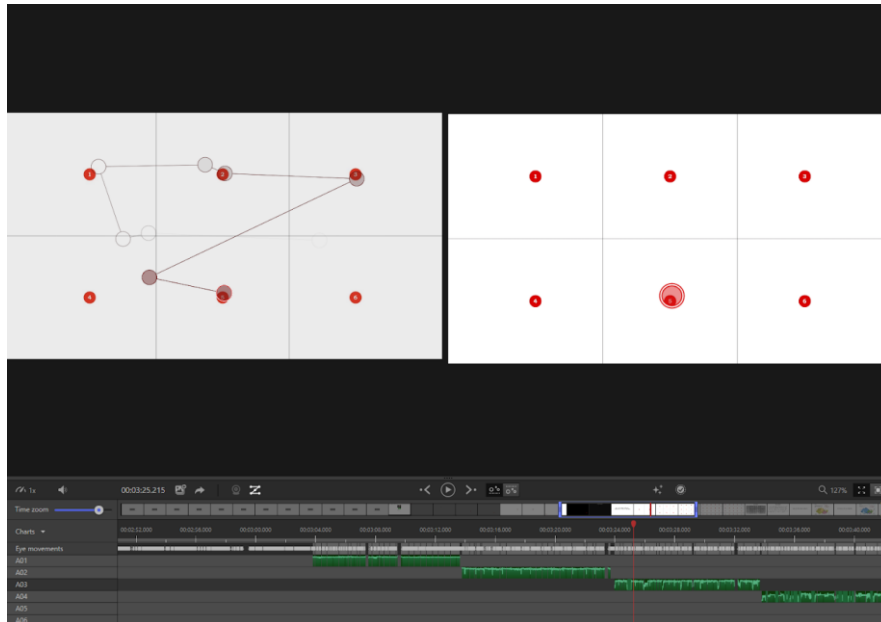 1 2 3
4 5 6
1 2 3
4 5 6
1x 00:03:25.215 127%
Time zoom
Charts 00:02:52.000 00:02:56.000 00:03:00.000 00:03:04.000 00:03:08.000 00:03:12.000 00:03:16.000 00:03:20.000 00:03:24.000 00:03:28.000 00:03:32.000 00:03:36.000 00:03:40.000
Eye movements
A01
A02
A03
A04
A05
A06